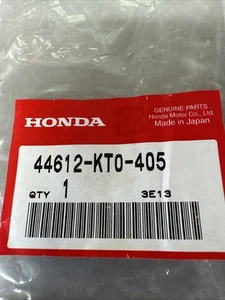 GENUINE PARTS
Honda Motor Co., Ltd.
Made in Japan
HONDA
44612-KT0-405
QTY 1 3E13